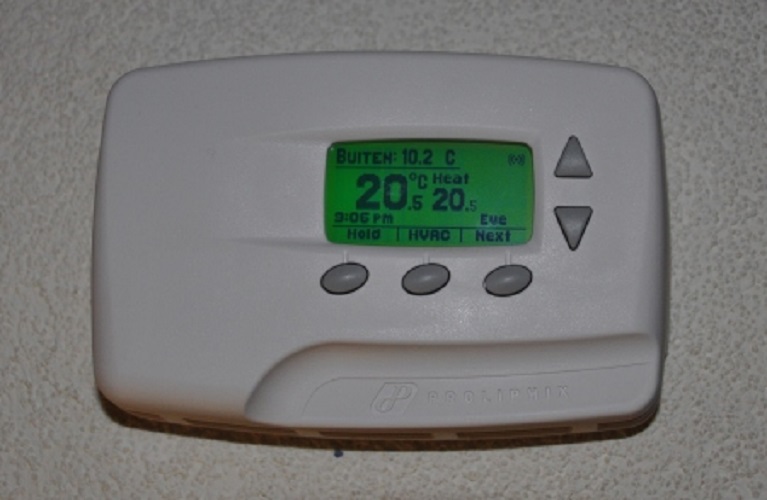 BUITEN: 10.2 C
20.5 °C Heat 20.5
9:06 PM Eve
Hold | HVAC | Next
PROLIPHIX